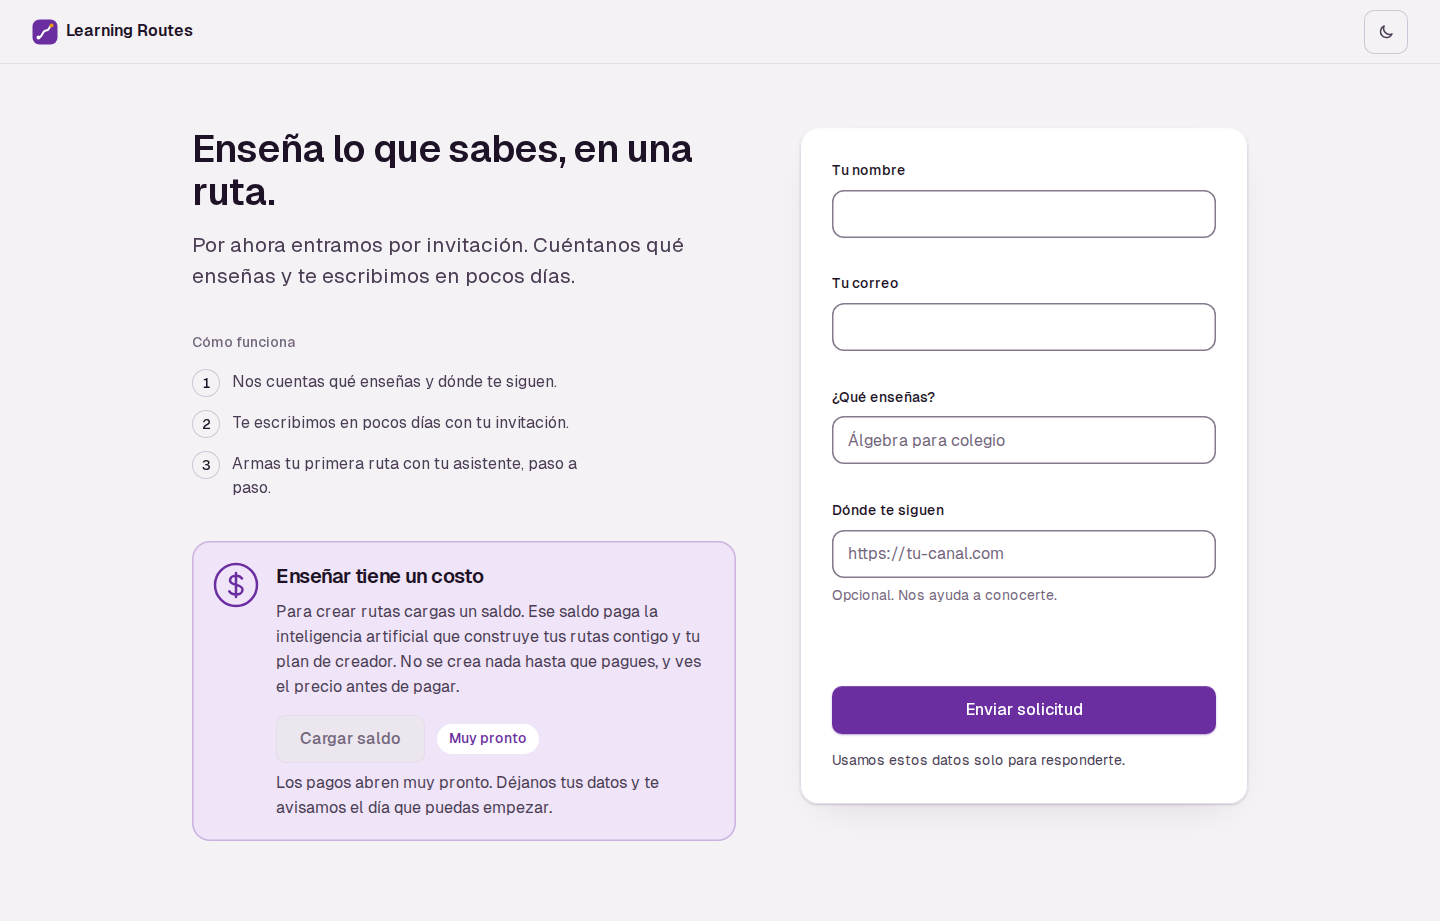 Learning Routes
Enseña lo que sabes, en una
ruta.
Por ahora entramos por invitación. Cuéntanos qué
enseñas y te escribimos en pocos días.
Cómo funciona
1 Nos cuentas qué enseñas y dónde te siguen.
2 Te escribimos en pocos días con tu invitación.
3 Armas tu primera ruta con tu asistente, paso a
paso.
$ Enseñar tiene un costo
Para crear rutas cargas un saldo. Ese saldo paga la
inteligencia artificial que construye tus rutas contigo y tu
plan de creador. No se crea nada hasta que pagues, y ves
el precio antes de pagar.
Cargar saldo Muy pronto
Los pagos abren muy pronto. Déjanos tus datos y te
avisamos el día que puedas empezar.
Tu nombre
Tu correo
¿Qué enseñas?
Álgebra para colegio
Dónde te siguen
https://tu-canal.com
Opcional. Nos ayuda a conocerte.
Enviar solicitud
Usamos estos datos solo para responderte.